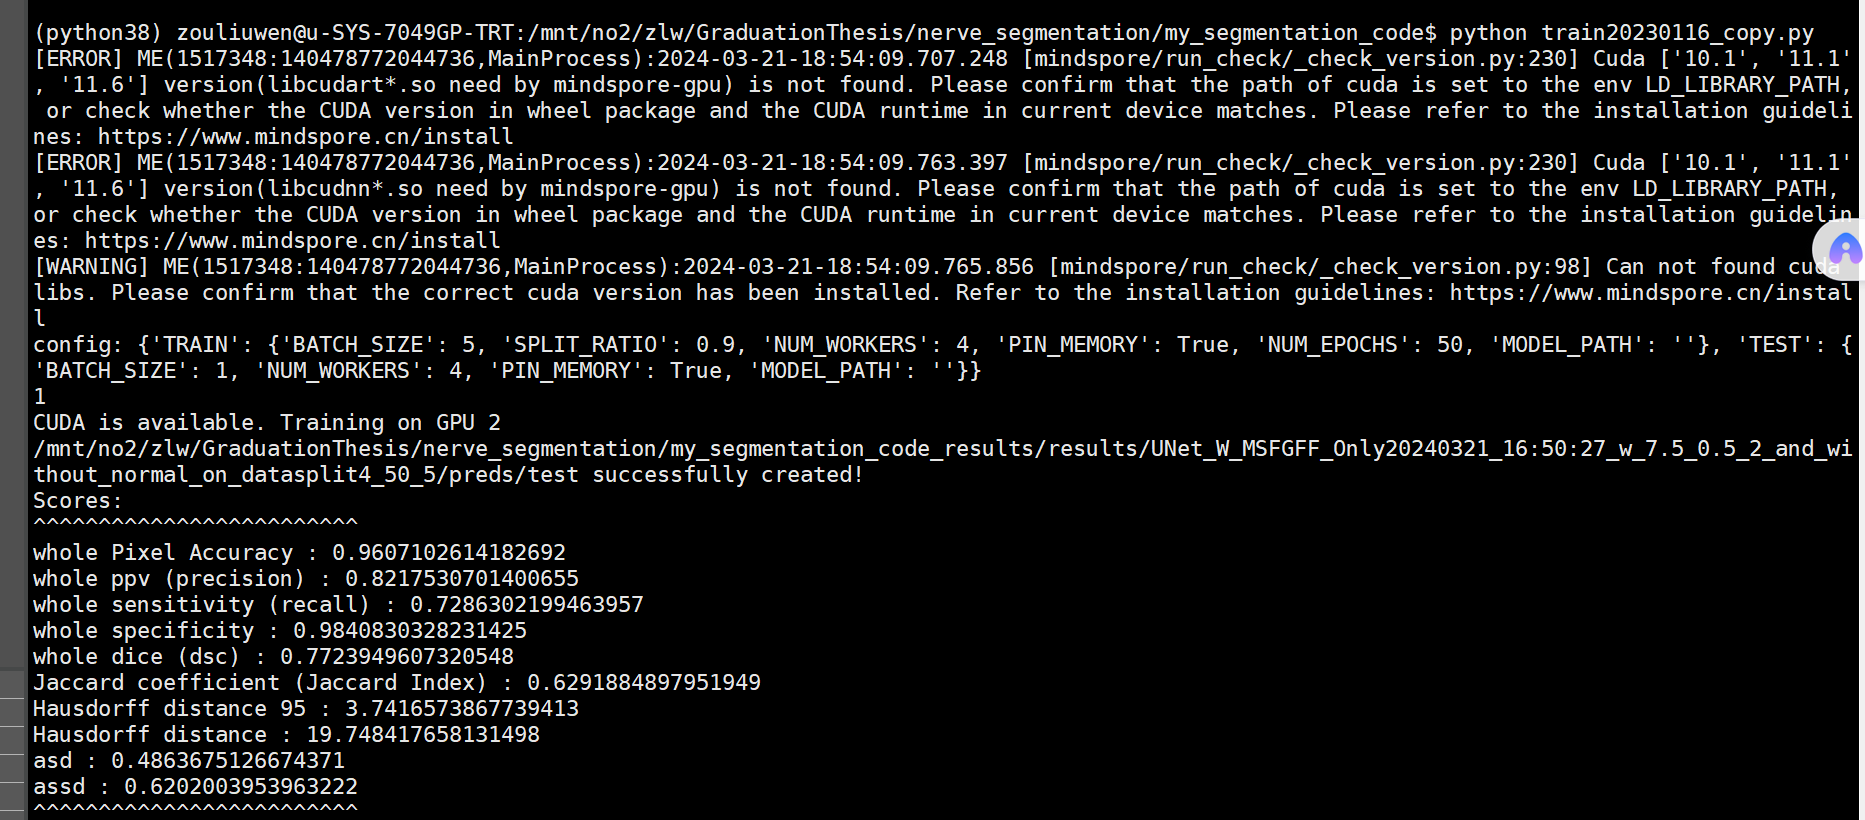 (python38) zouliuwen@u-SYS-7049GP-TRT:/mnt/no2/zlw/GraduationThesis/nerve_segmentation/my_segmentation_code$ python train20230116_copy.py
[ERROR] ME(1517348:140478772044736,MainProcess):2024-03-21-18:54:09.707.248 [mindspore/run_check/_check_version.py:230] Cuda ['10.1', '11.1'
, '11.6'] version(libcudart*.so need by mindspore-gpu) is not found. Please confirm that the path of cuda is set to the env LD_LIBRARY_PATH,
 or check whether the CUDA version in wheel package and the CUDA runtime in current device matches. Please refer to the installation guideli
nes: https://www.mindspore.cn/install
[ERROR] ME(1517348:140478772044736,MainProcess):2024-03-21-18:54:09.763.397 [mindspore/run_check/_check_version.py:230] Cuda ['10.1', '11.1'
, '11.6'] version(libcudnn*.so need by mindspore-gpu) is not found. Please confirm that the path of cuda is set to the env LD_LIBRARY_PATH,
or check whether the CUDA version in wheel package and the CUDA runtime in current device matches. Please refer to the installation guidelin
es: https://www.mindspore.cn/install
[WARNING] ME(1517348:140478772044736,MainProcess):2024-03-21-18:54:09.765.856 [mindspore/run_check/_check_version.py:98] Can not found cuda
libs. Please confirm that the correct cuda version has been installed. Refer to the installation guidelines: https://www.mindspore.cn/instal
l
config: {'TRAIN': {'BATCH_SIZE': 5, 'SPLIT_RATIO': 0.9, 'NUM_WORKERS': 4, 'PIN_MEMORY': True, 'NUM_EPOCHS': 50, 'MODEL_PATH': ''}, 'TEST': {
'BATCH_SIZE': 1, 'NUM_WORKERS': 4, 'PIN_MEMORY': True, 'MODEL_PATH': ''}}
1
CUDA is available. Training on GPU 2
/mnt/no2/zlw/GraduationThesis/nerve_segmentation/my_segmentation_code_results/results/UNet_W_MSFGFF_Only20240321_16:50:27_w_7.5_0.5_2_and_wi
thout_normal_on_datasplit4_50_5/preds/test successfully created!
Scores:
^^^^^^^^^^^^^^^^^^^^^^^^^
whole Pixel Accuracy : 0.9607102614182692
whole ppv (precision) : 0.8217530701400655
whole sensitivity (recall) : 0.7286302199463957
whole specificity : 0.9840830328231425
whole dice (dsc) : 0.7723949607320548
Jaccard coefficient (Jaccard Index) : 0.6291884897951949
Hausdorff distance 95 : 3.7416573867739413
Hausdorff distance : 19.748417658131498
asd : 0.4863675126674371
assd : 0.6202003953963222
^^^^^^^^^^^^^^^^^^^^^^^^^